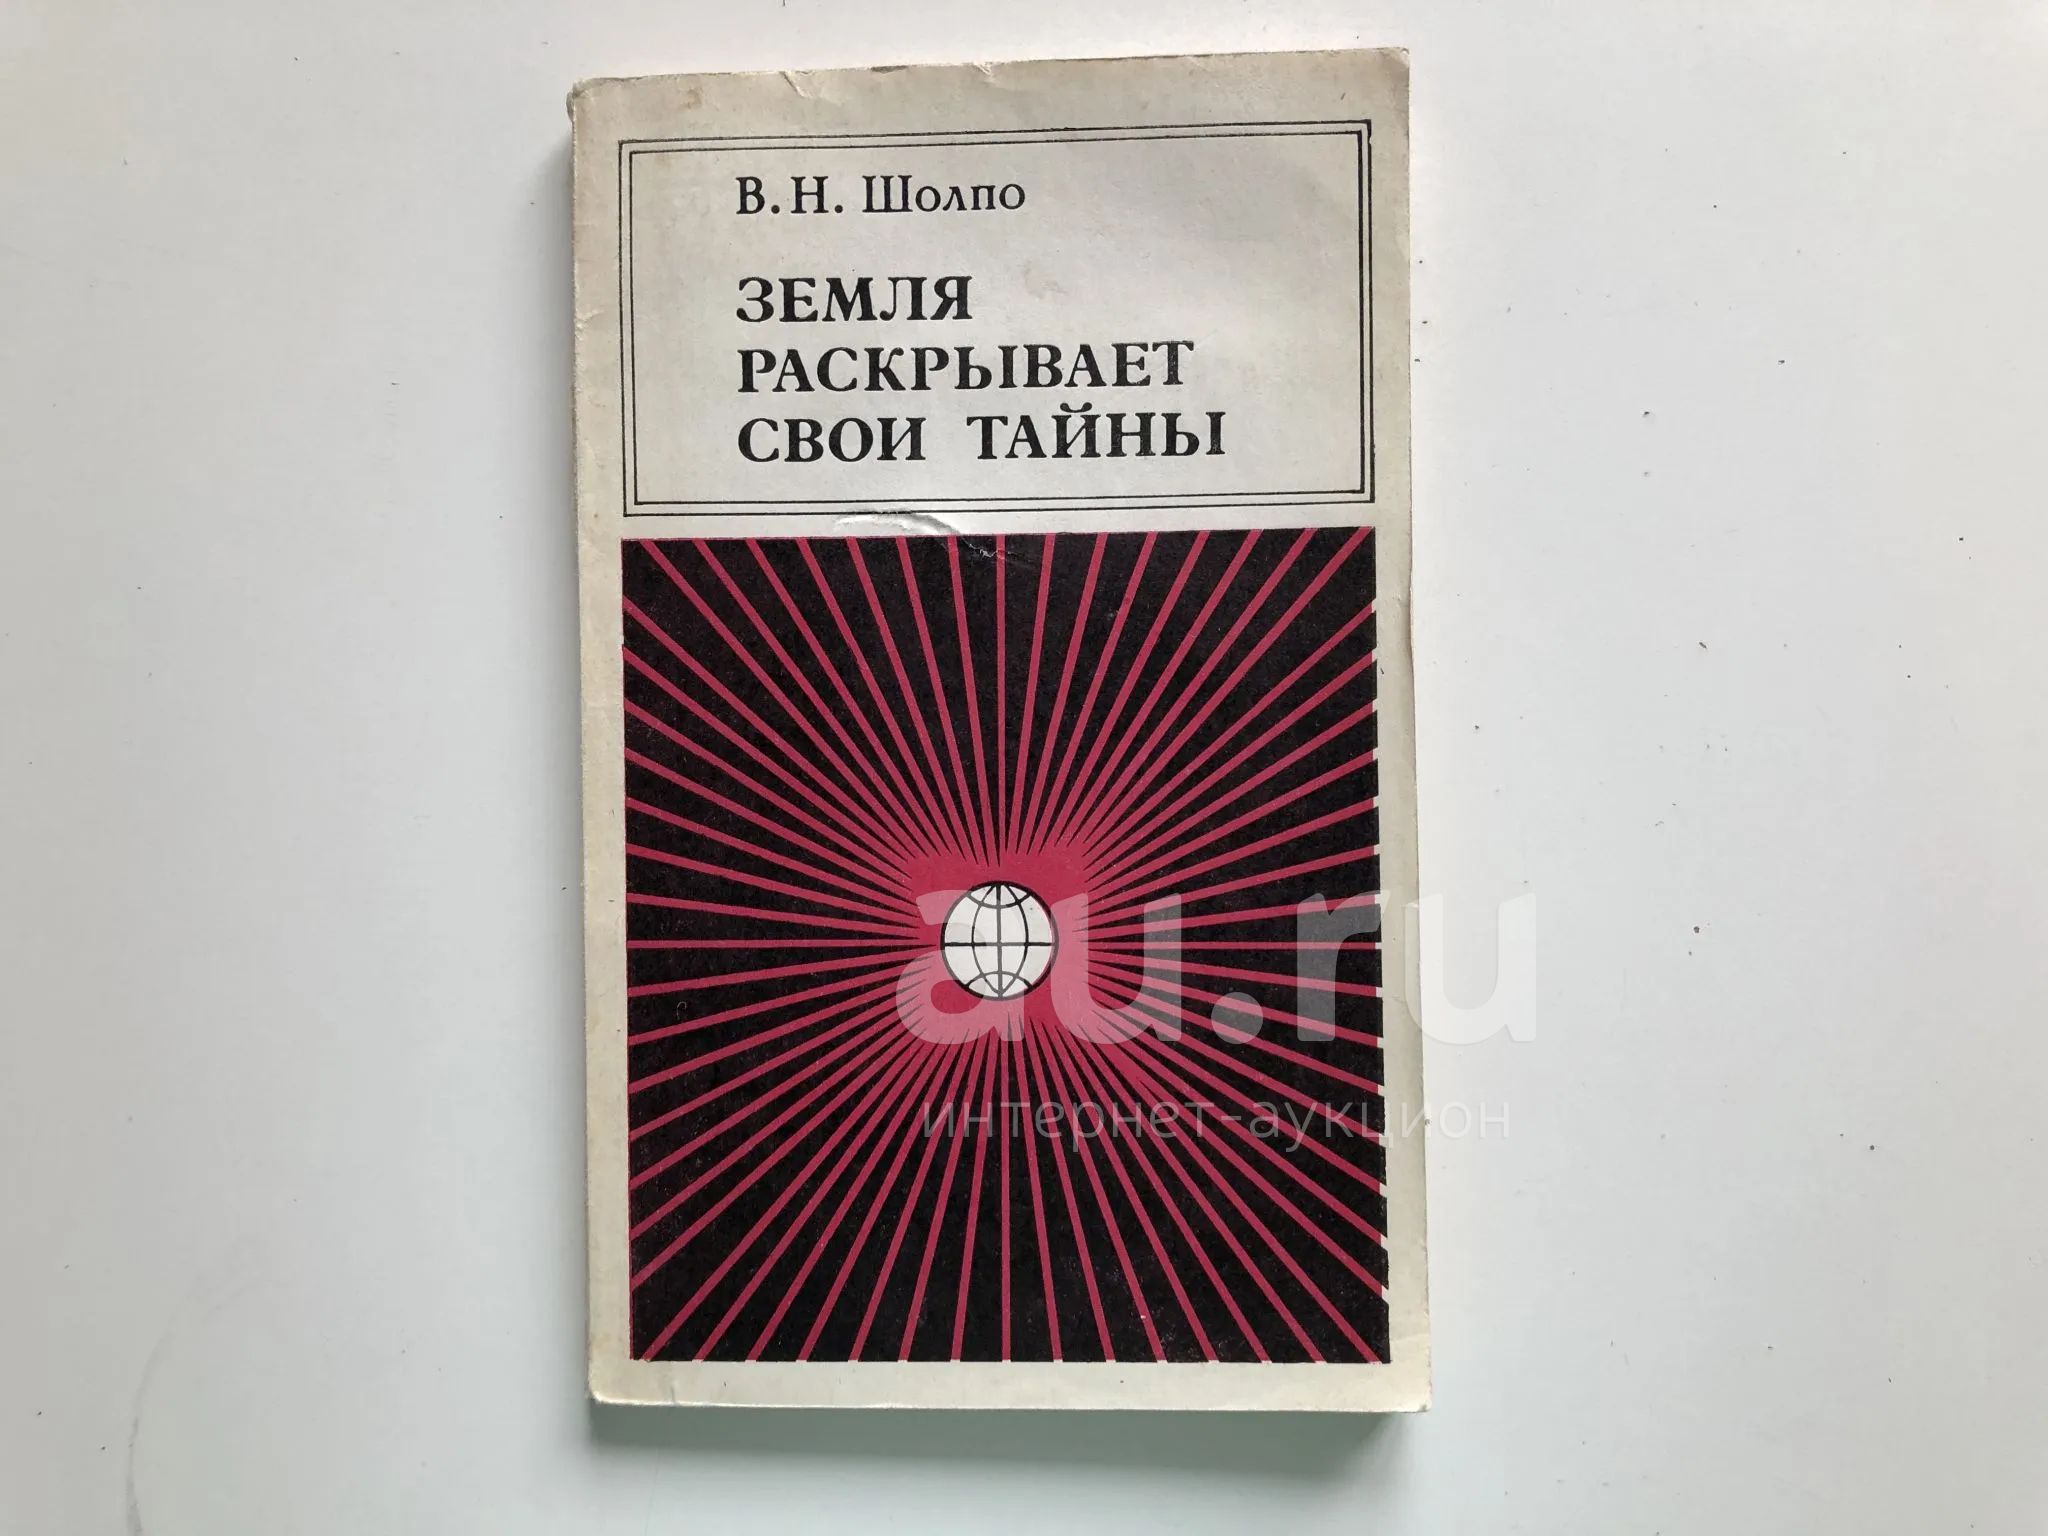 В. Н. Шолпо
ЗЕМЛЯ
РАСКРЫВАЕТ
СВОИ ТАЙНЫ
au.ru
интернет-аукцион